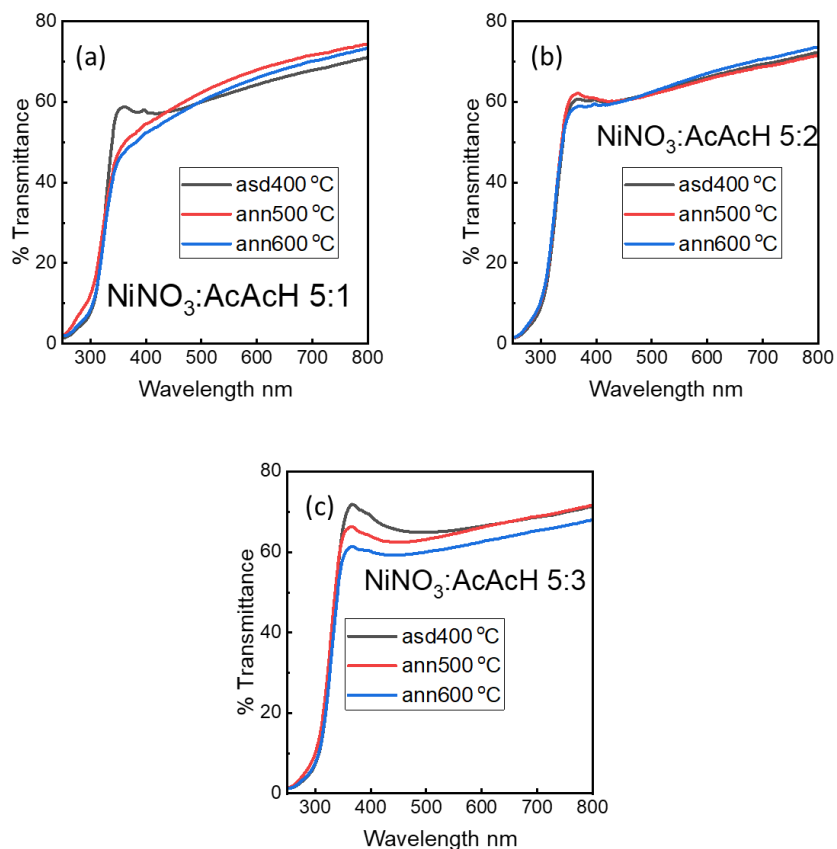 (a)
80
60
40
20
0
% Transmittance
asd400 °C
ann500 °C
ann600 °C
NiNO₃:AcAcH 5:1
300 400 500 600 700 800
Wavelength nm
(b)
80
60
40
20
0
% Transmittance
NiNO₃:AcAcH 5:2
asd400 °C
ann500 °C
ann600 °C
300 400 500 600 700 800
Wavelength nm
(c)
80
60
40
20
0
% Transmittance
NiNO₃:AcAcH 5:3
asd400 °C
ann500 °C
ann600 °C
300 400 500 600 700 800
Wavelength nm